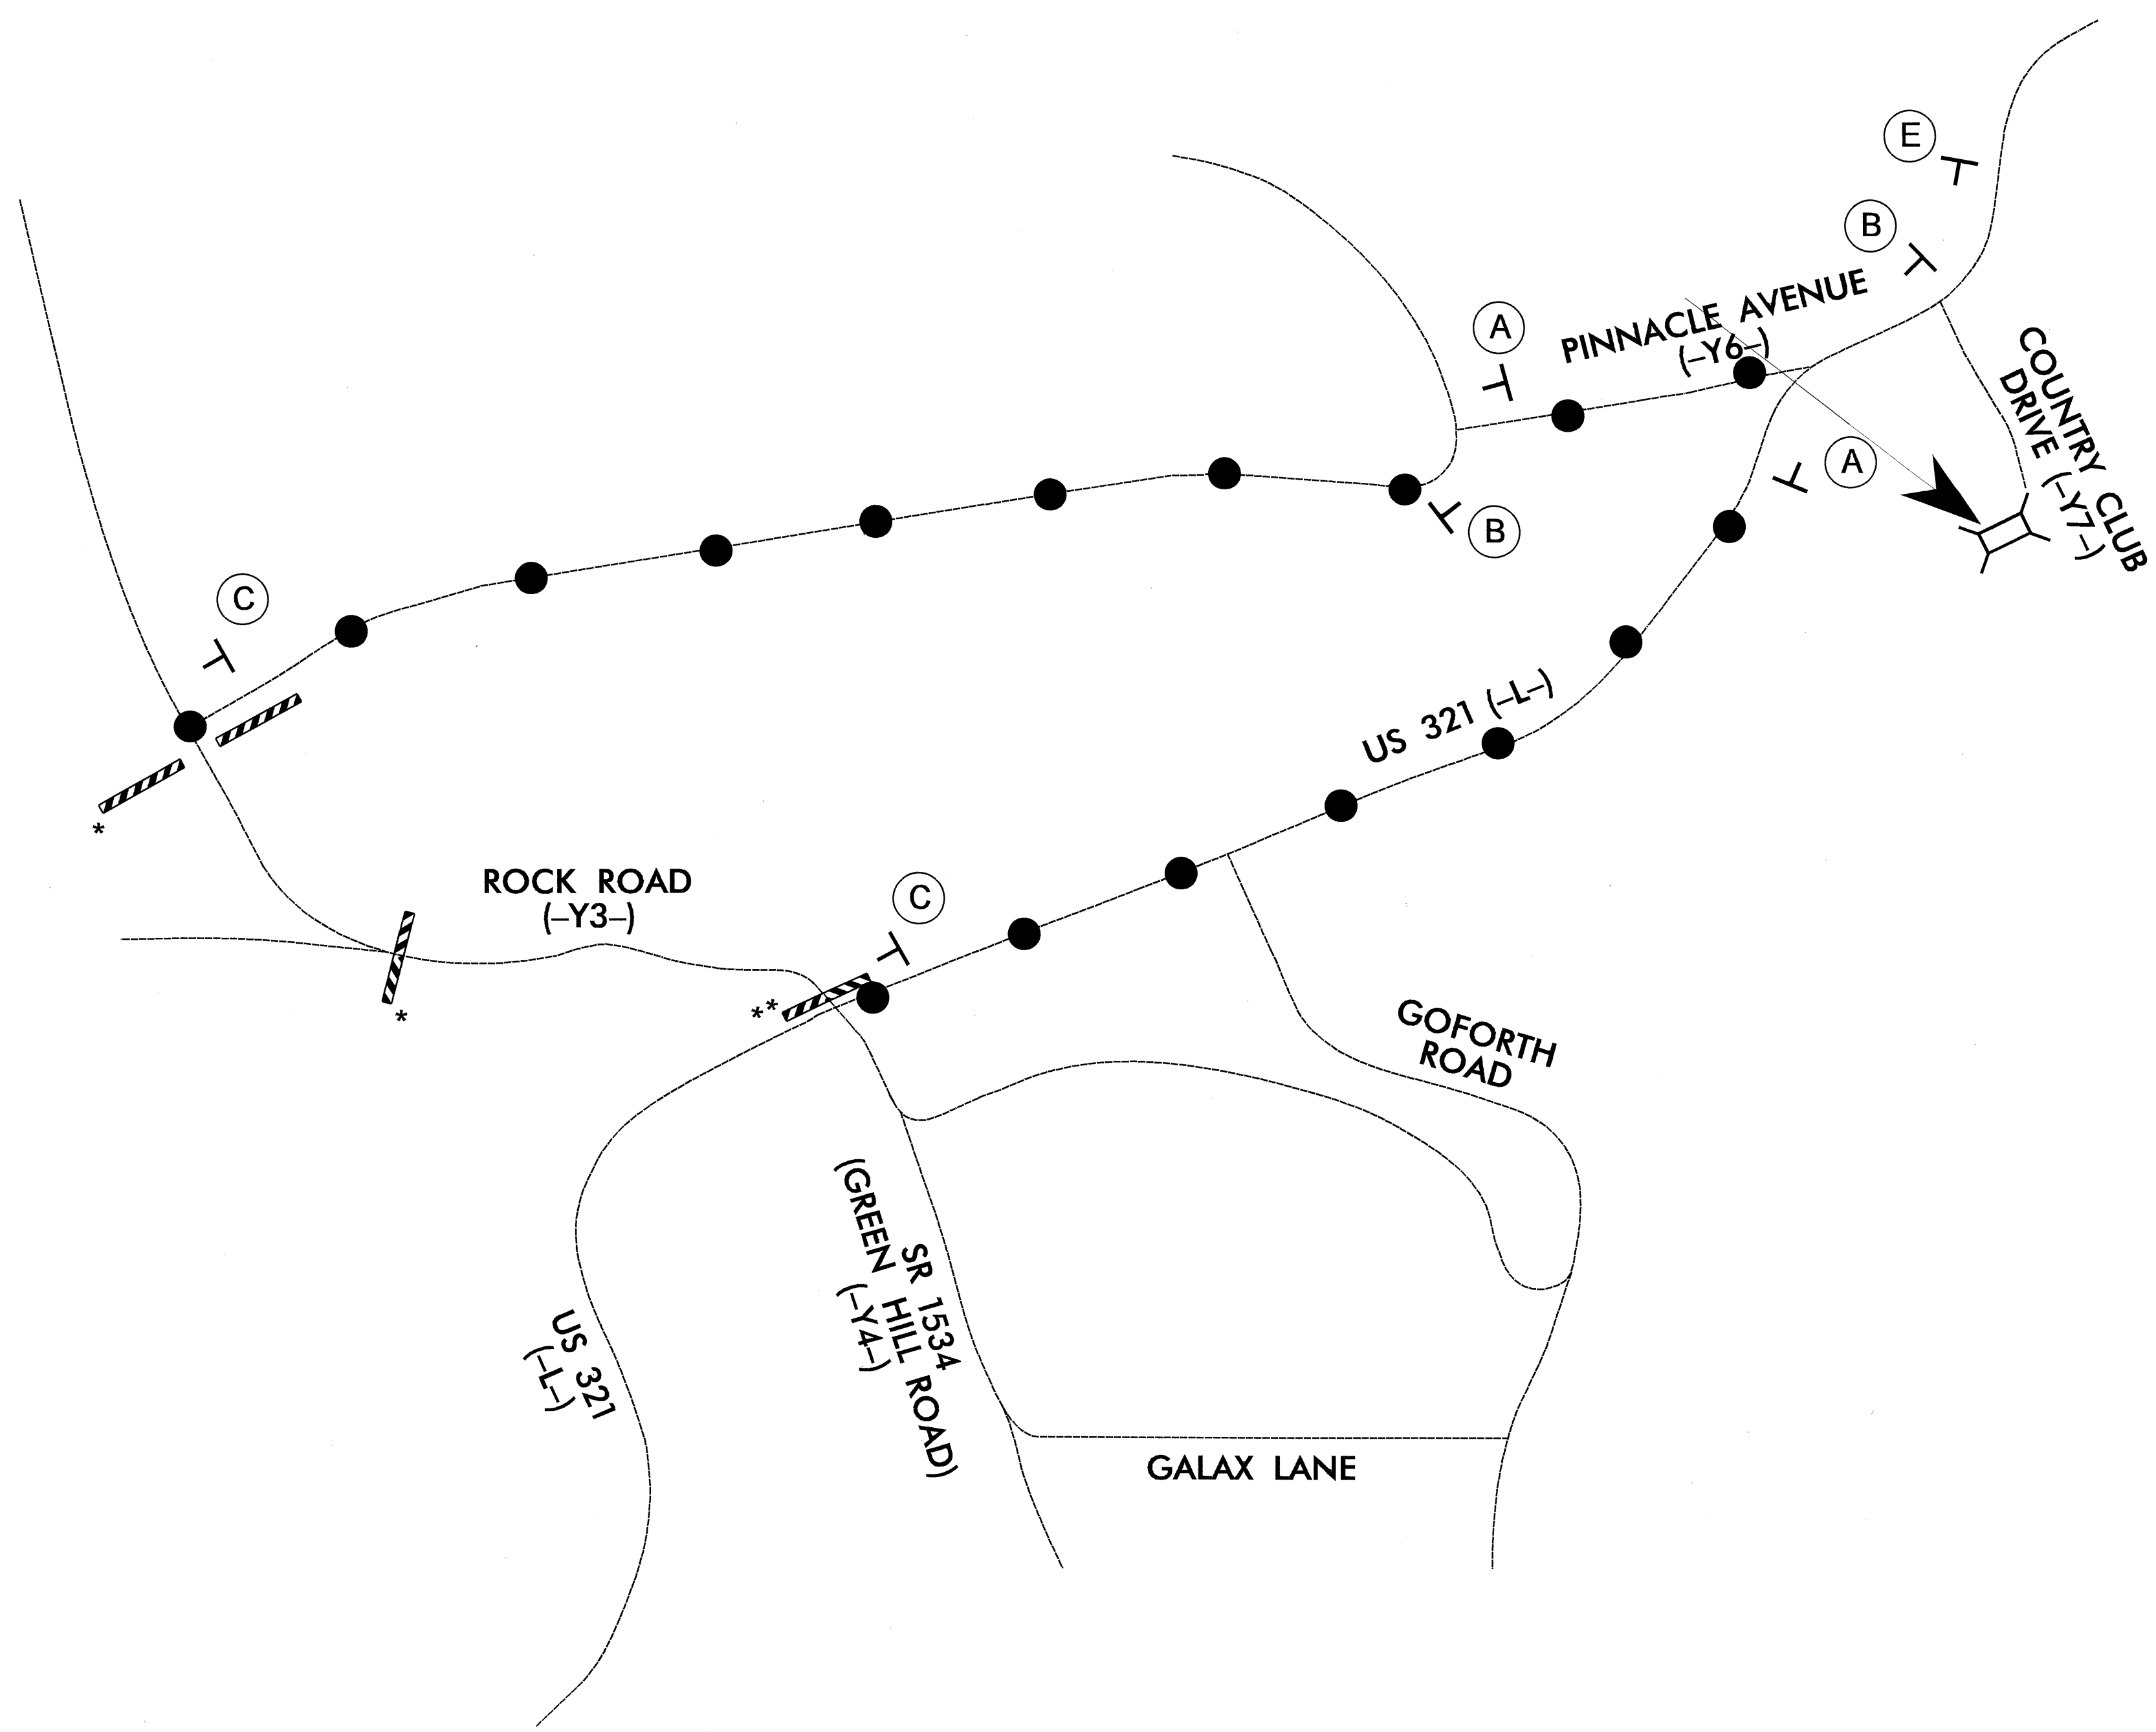 E
B
A
PINNACLE AVENUE
(–Y6–)
COUNTRY CLUB
DRIVE (–Y7–)
A
B
C
US 321 (–L–)
*
ROCK ROAD
(–Y3–)
C
*
**
GOFORTH
ROAD
SR 1534
(GREEN HILL ROAD)
(–Y4–)
US 321
(–L–)
GALAX LANE